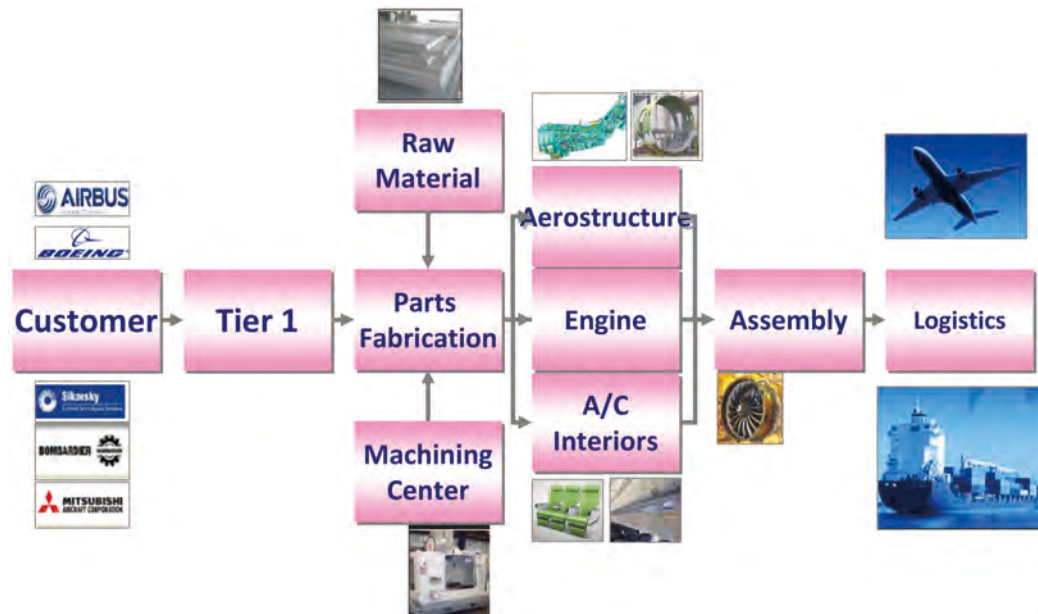 Raw
Material
AIRBUS
BOEING
Aerostructure
Customer
Tier 1
Parts
Fabrication
Engine
Assembly
Logistics
Sikorsky
BOMBARDIER
MITSUBISHI
AIRCRAFT CORPORATION
Machining
Center
A/C
Interiors